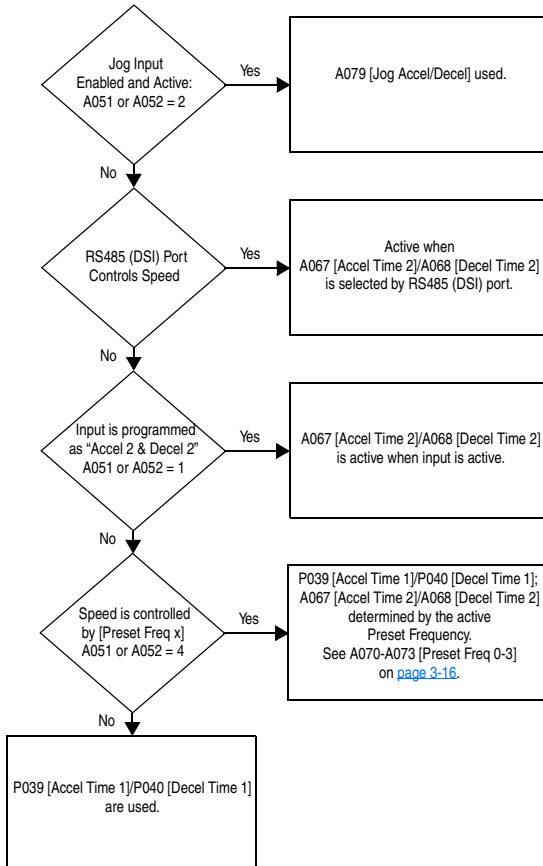 Jog Input
Enabled and Active:
A051 or A052 = 2
Yes
A079 [Jog Accel/Decel] used.
No
RS485 (DSI) Port
Controls Speed
Yes
Active when
A067 [Accel Time 2]/A068 [Decel Time 2]
is selected by RS485 (DSI) port.
No
Input is programmed
as “Accel 2 & Decel 2”
A051 or A052 = 1
Yes
A067 [Accel Time 2]/A068 [Decel Time 2]
is active when input is active.
No
Speed is controlled
by [Preset Freq x]
A051 or A052 = 4
Yes
P039 [Accel Time 1]/P040 [Decel Time 1];
A067 [Accel Time 2]/A068 [Decel Time 2]
determined by the active
Preset Frequency.
See A070-A073 [Preset Freq 0-3]
on page 3-16.
No
P039 [Accel Time 1]/P040 [Decel Time 1]
are used.